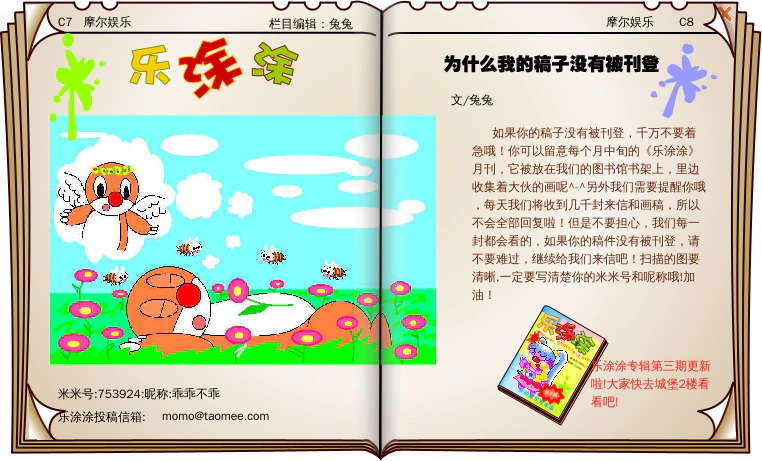 C7 摩尔娱乐
栏目编辑：兔兔
乐涂涂
米米号:753924:昵称:乖乖不乖
乐涂涂投稿信箱: momo@taomee.com
摩尔娱乐 C8
为什么我的稿子没有被刊登
文/兔兔
如果你的稿子没有被刊登，千万不要着
急哦！你可以留意每个月中旬的《乐涂涂》
月刊，它被放在我们的图书馆书架上，里边
收集着大伙的画呢^-^另外我们需要提醒你哦
，每天我们将收到几千封来信和画稿，所以
不会全部回复啦！但是不要担心，我们每一
封都会看的，如果你的稿件没有被刊登，请
不要难过，继续给我们来信吧！扫描的图要
清晰,一定要写清楚你的米米号和昵称哦!加
油！
乐涂涂
乐涂涂专辑第三期更新
啦!大家快去城堡2楼看
看吧!